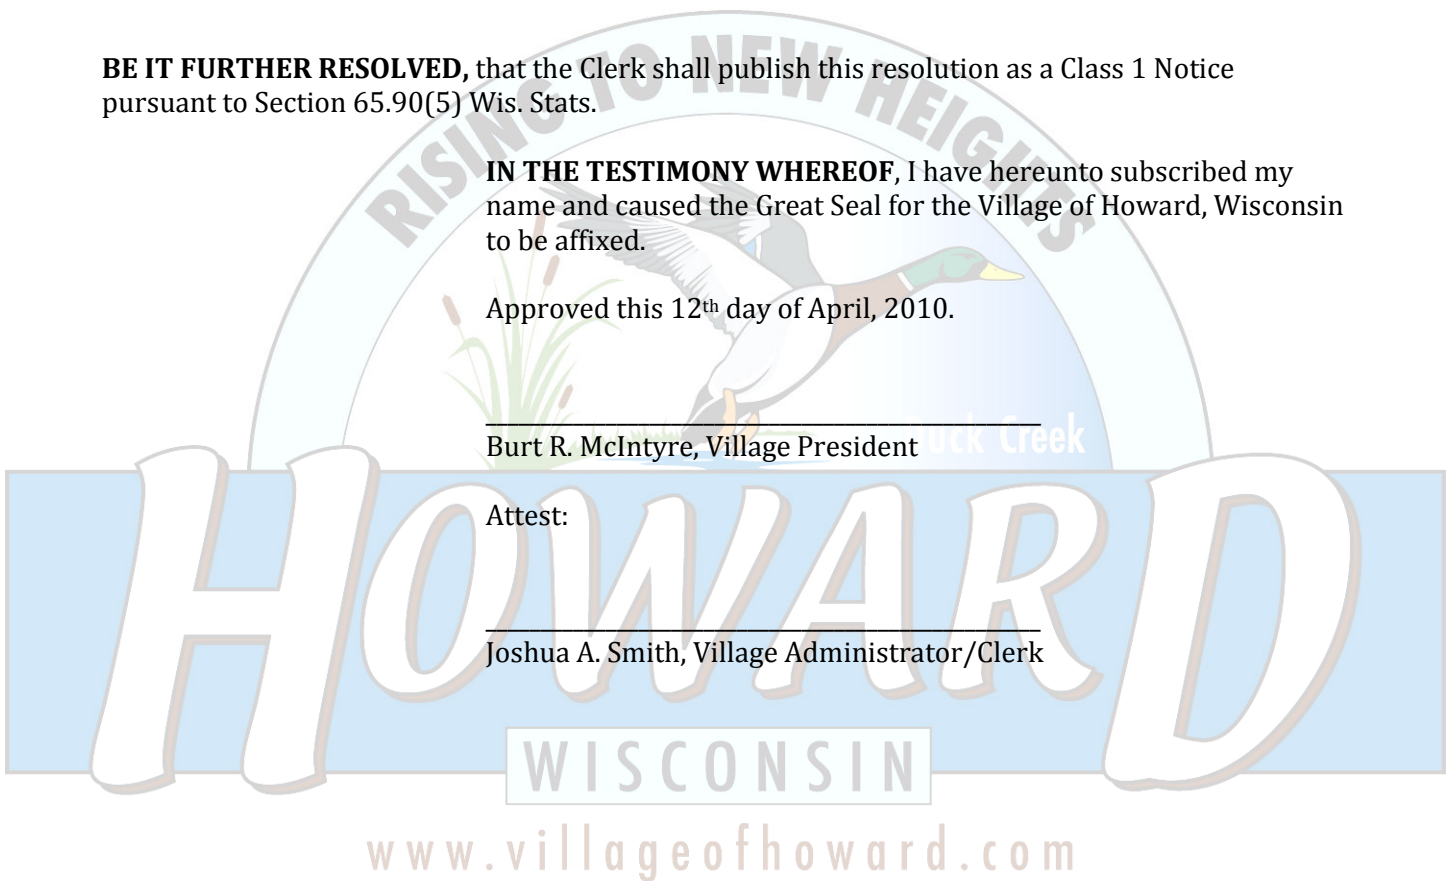 RISING TO NEW HEIGHTS
BE IT FURTHER RESOLVED, that the Clerk shall publish this resolution as a Class 1 Notice
pursuant to Section 65.90(5) Wis. Stats.
IN THE TESTIMONY WHEREOF, I have hereunto subscribed my
name and caused the Great Seal for the Village of Howard, Wisconsin
to be affixed.
Approved this 12th day of April, 2010.
Burt R. McIntyre, Village President
Duck Creek
Attest:
Joshua A. Smith, Village Administrator/Clerk
HOWARD
WISCONSIN
www.villageofhoward.com